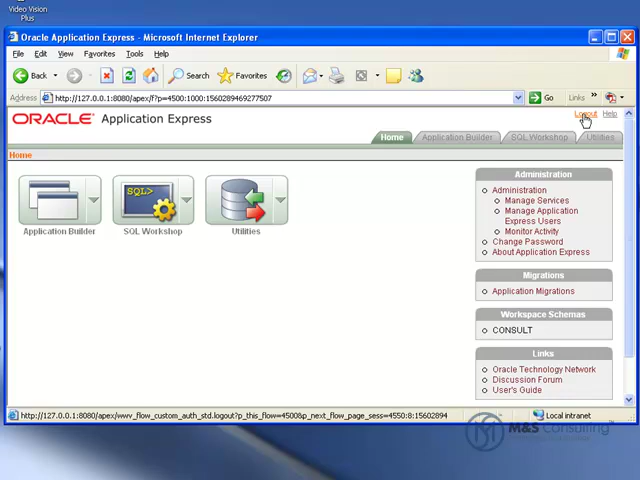 Video Vision
Plus
Oracle Application Express - Microsoft Internet Explorer
File Edit View Favorites Tools Help
Back Search Favorites
Address http://127.0.0.1:8080/apex/f?p=4500:1000:1560289469277507 Go Links »
ORACLE Application Express
Logout Help
Home Application Builder SQL Workshop Utilities
Home
SQL>
Application Builder SQL Workshop Utilities
Administration
Administration
Manage Services
Manage Application
Express Users
Monitor Activity
Change Password
About Application Express
Migrations
Application Migrations
Workspace Schemas
CONSULT
Links
Oracle Technology Network
Discussion Forum
User's Guide
http://127.0.0.1:8080/apex/wwv_flow_custom_auth_std.logout?p_this_flow=4500&p_next_flow_page_sess=4550:8:15602894 Local intranet
M&S Consulting